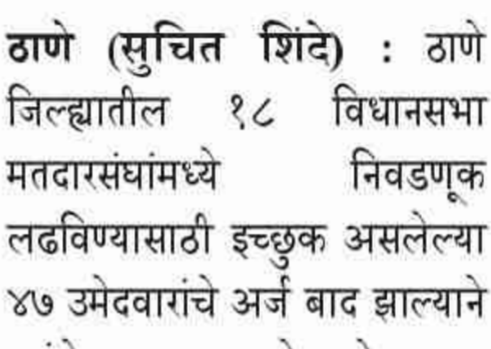 ठाणे (सुचित शिंदे) : ठाणे
जिल्ह्यातील १८ विधानसभा
मतदारसंघांमध्ये निवडणूक
लढविण्यासाठी इच्छुक असलेल्या
४७ उमेदवारांचे अर्ज बाद झाल्याने